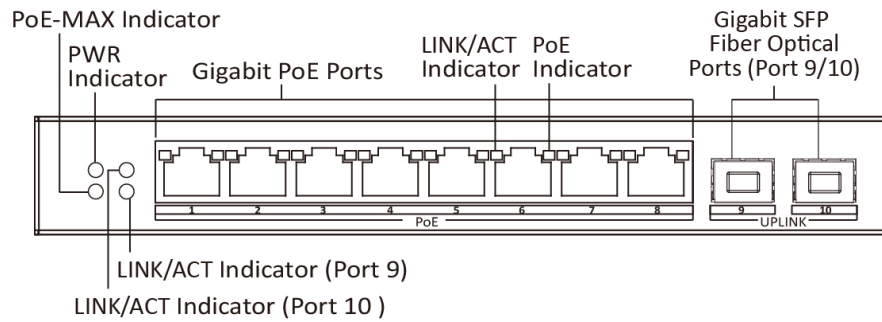 PoE-MAX Indicator
PWR
Indicator
Gigabit PoE Ports
LINK/ACT
Indicator
PoE
Indicator
Gigabit SFP
Fiber Optical
Ports (Port 9/10)
1 2 3 4 5 6 7 8 9 10
PoE UPLINK
LINK/ACT Indicator (Port 9)
LINK/ACT Indicator (Port 10 )